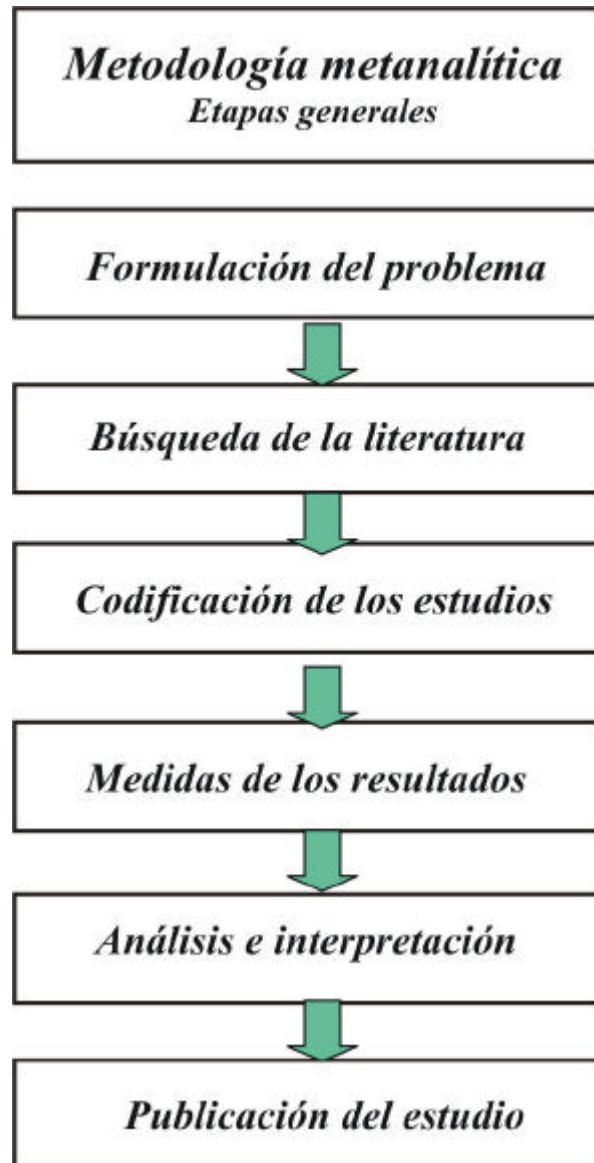 Metodología metanalítica
Etapas generales
Formulación del problema
Búsqueda de la literatura
Codificación de los estudios
Medidas de los resultados
Análisis e interpretación
Publicación del estudio